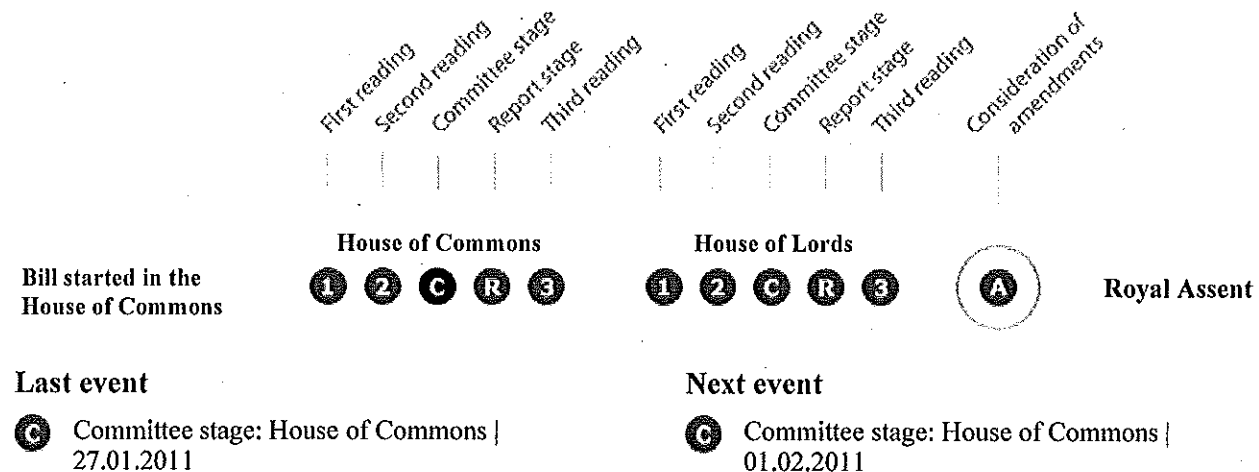 First reading
Second reading
Committee stage
Report stage
Third reading
First reading
Second reading
Committee stage
Report stage
Third reading
Consideration of
amendments
House of Commons
House of Lords
Bill started in the
House of Commons
1 2 C R 3
1 2 C R 3
A
Royal Assent
Last event
C Committee stage: House of Commons |
27.01.2011
Next event
C Committee stage: House of Commons |
01.02.2011